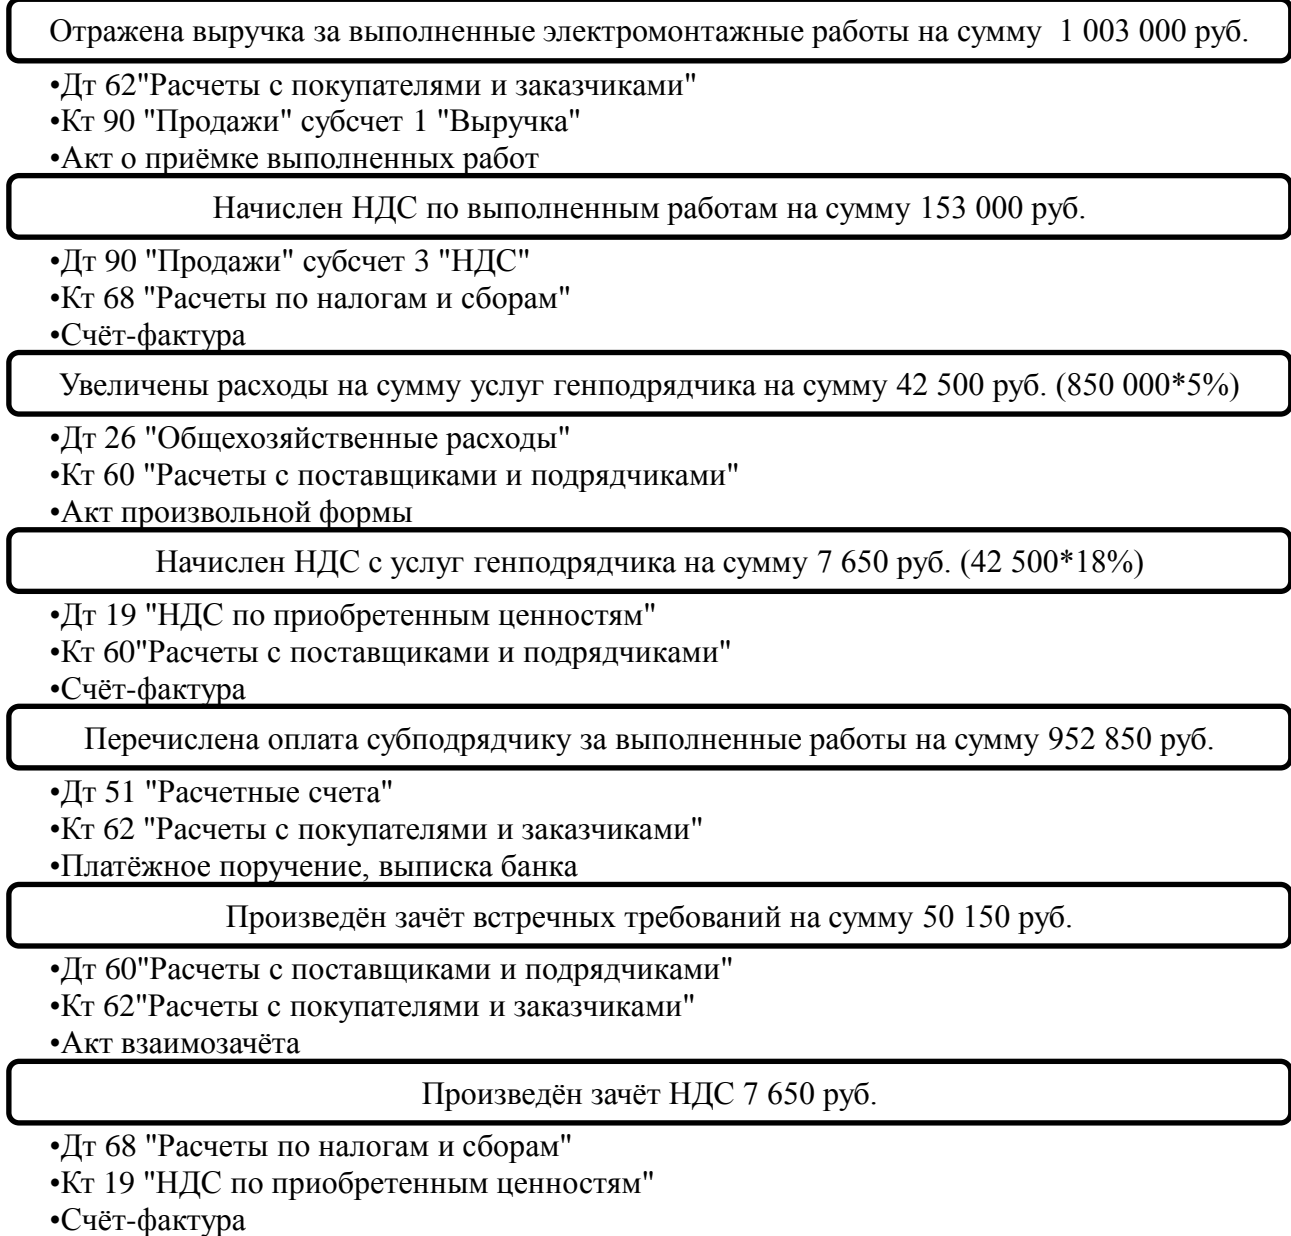 Отражена выручка за выполненные электромонтажные работы на сумму 1 003 000 руб.
•Дт 62"Расчеты с покупателями и заказчиками"
•Кт 90 "Продажи" субсчет 1 "Выручка"
•Акт о приёмке выполненных работ
Начислен НДС по выполненным работам на сумму 153 000 руб.
•Дт 90 "Продажи" субсчет 3 "НДС"
•Кт 68 "Расчеты по налогам и сборам"
•Счёт-фактура
Увеличены расходы на сумму услуг генподрядчика на сумму 42 500 руб. (850 000*5%)
•Дт 26 "Общехозяйственные расходы"
•Кт 60 "Расчеты с поставщиками и подрядчиками"
•Акт произвольной формы
Начислен НДС с услуг генподрядчика на сумму 7 650 руб. (42 500*18%)
•Дт 19 "НДС по приобретенным ценностям"
•Кт 60"Расчеты с поставщиками и подрядчиками"
•Счёт-фактура
Перечислена оплата субподрядчику за выполненные работы на сумму 952 850 руб.
•Дт 51 "Расчетные счета"
•Кт 62 "Расчеты с покупателями и заказчиками"
•Платёжное поручение, выписка банка
Произведён зачёт встречных требований на сумму 50 150 руб.
•Дт 60"Расчеты с поставщиками и подрядчиками"
•Кт 62"Расчеты с покупателями и заказчиками"
•Акт взаимозачёта
Произведён зачёт НДС 7 650 руб.
•Дт 68 "Расчеты по налогам и сборам"
•Кт 19 "НДС по приобретенным ценностям"
•Счёт-фактура